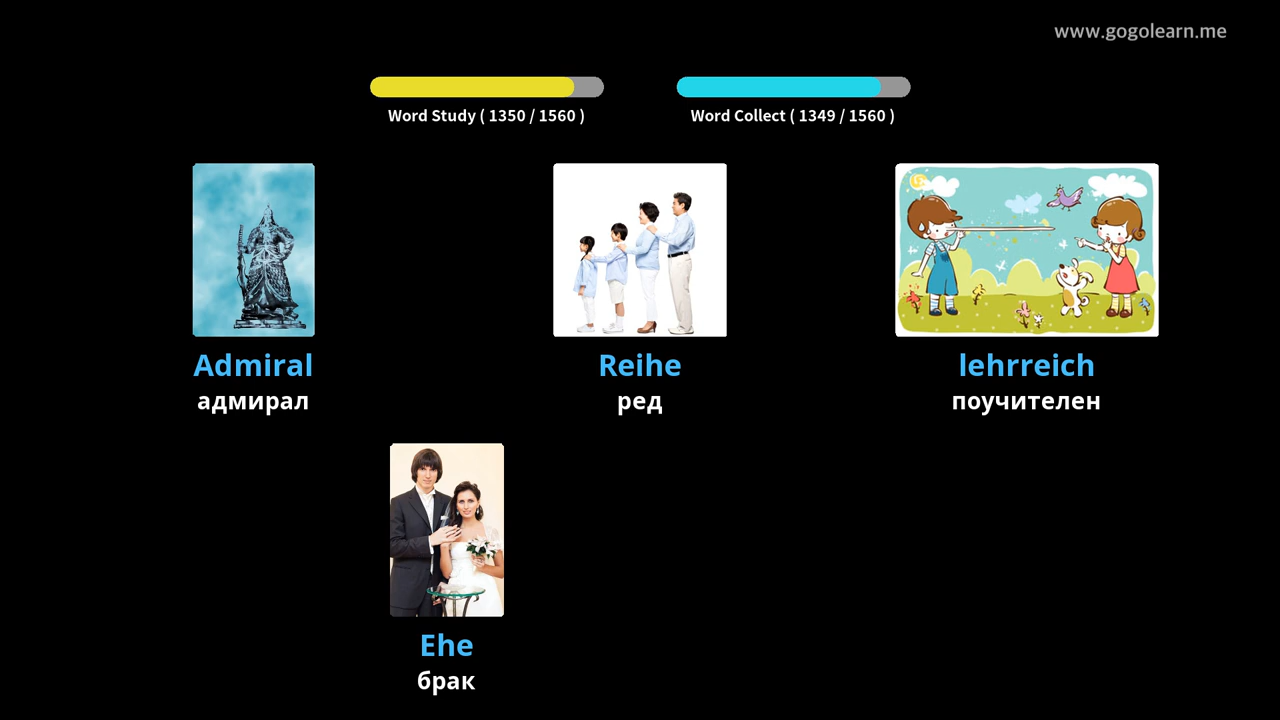 www.gogolearn.me
Word Study ( 1350 / 1560 )
Word Collect ( 1349 / 1560 )
Admiral
адмирал
Reihe
ред
lehrreich
поучителен
Ehe
брак